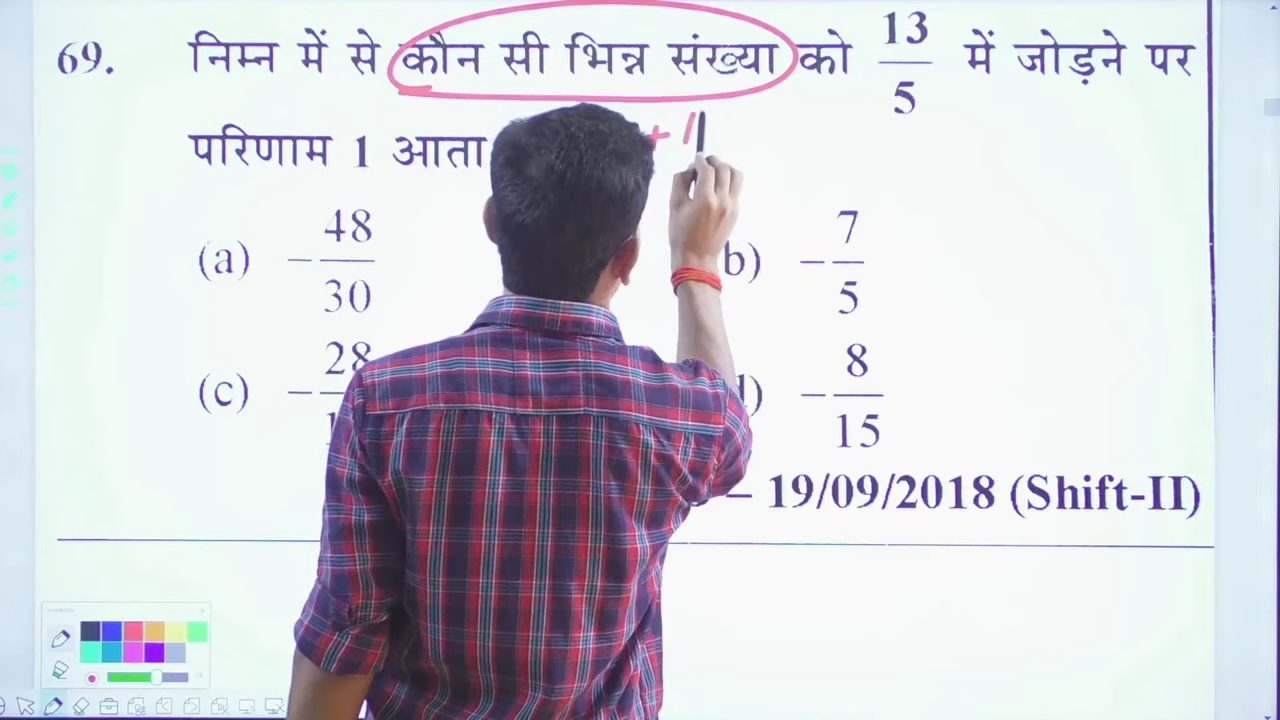 69. निम्न में से कौन सी भिन्न संख्या को 13/5 में जोड़ने पर
परिणाम 1 आता
+ 1
(a) -48/30
b) -7/5
(c) -28
) -8/15
– 19/09/2018 (Shift-II)